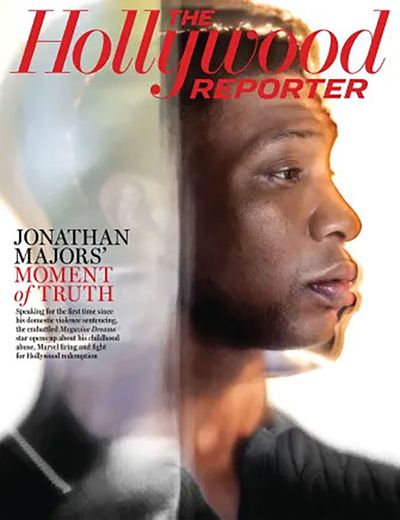 THE
Hollywood
REPORTER
JONATHAN
MAJORS’
MOMENT
of TRUTH
Speaking for the first time since
his domestic violence sentencing,
the embattled Magazine Dreams
star opens up about his childhood
abuse, Marvel firing and fight
for Hollywood redemption